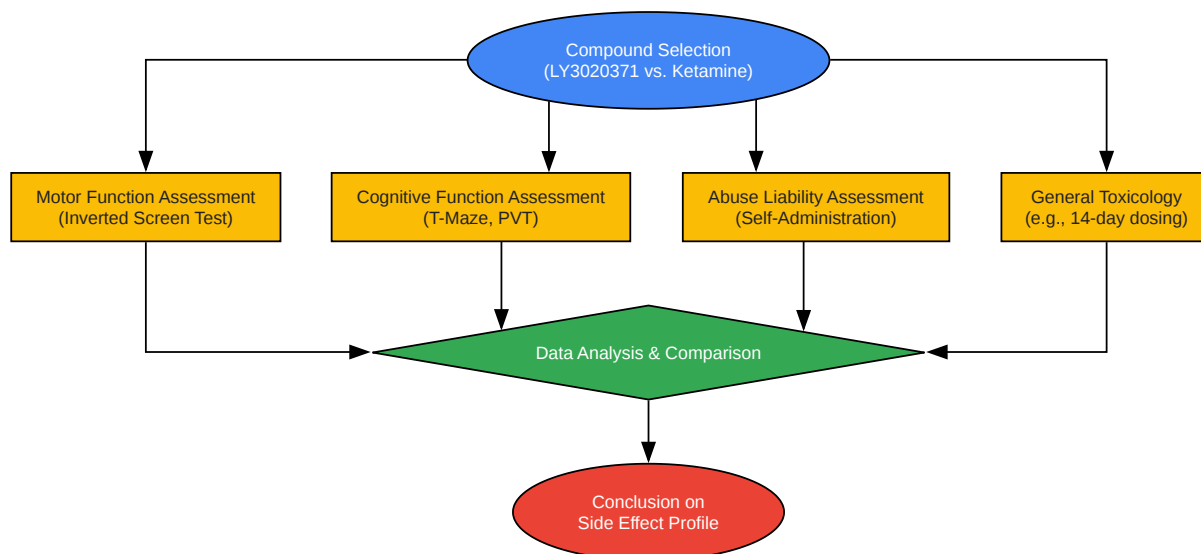 Compound Selection
(LY3020371 vs. Ketamine)
Motor Function Assessment
(Inverted Screen Test)
Cognitive Function Assessment
(T-Maze, PVT)
Abuse Liability Assessment
(Self-Administration)
General Toxicology
(e.g., 14-day dosing)
Data Analysis & Comparison
Conclusion on
Side Effect Profile